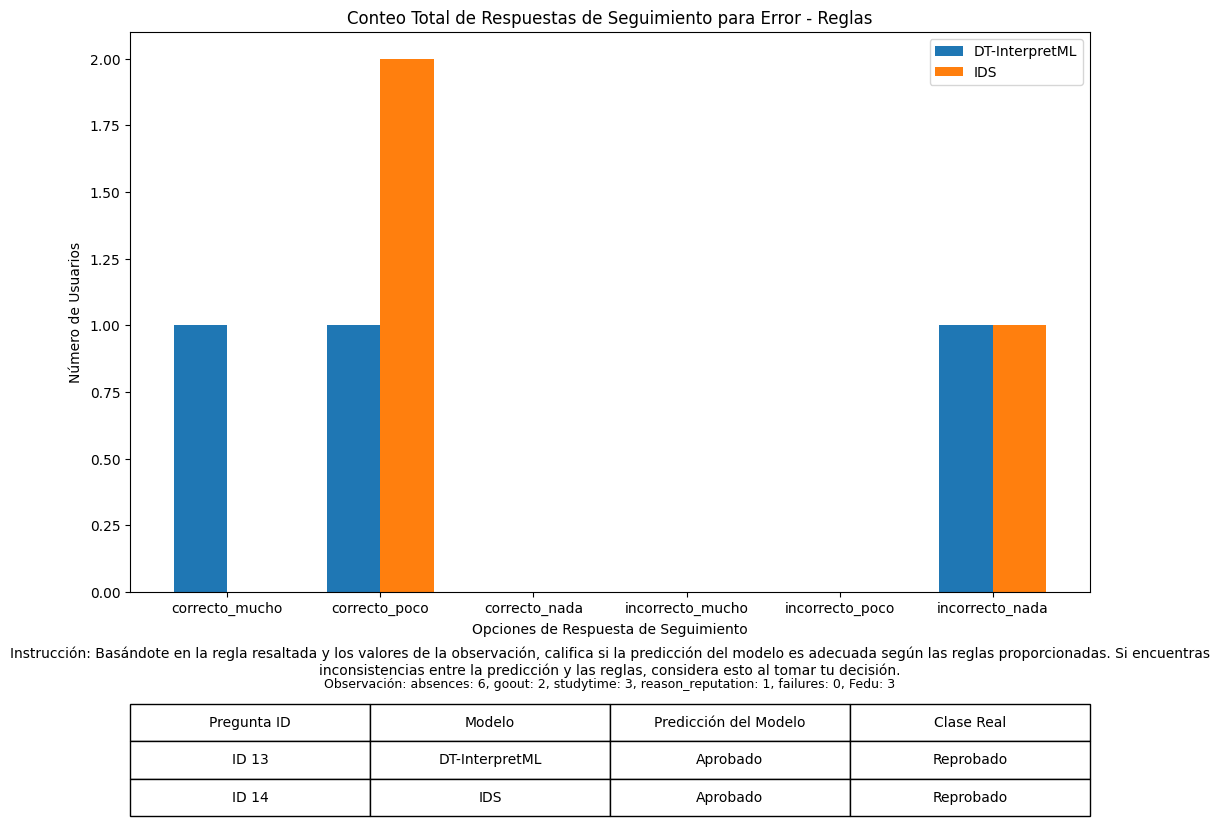 Conteo Total de Respuestas de Seguimiento para Error - Reglas
DT-InterpretML
IDS
Número de Usuarios
2.00
1.75
1.50
1.25
1.00
0.75
0.50
0.25
0.00
correcto_mucho correcto_poco correcto_nada incorrecto_mucho incorrecto_poco incorrecto_nada
Opciones de Respuesta de Seguimiento
Instrucción: Basándote en la regla resaltada y los valores de la observación, califica si la predicción del modelo es adecuada según las reglas proporcionadas. Si encuentras
inconsistencias entre la predicción y las reglas, considera esto al tomar tu decisión.
Observación: absences: 6, goout: 2, studytime: 3, reason_reputation: 1, failures: 0, Fedu: 3
Pregunta ID Modelo Predicción del Modelo Clase Real
ID 13 DT-InterpretML Aprobado Reprobado
ID 14 IDS Aprobado Reprobado